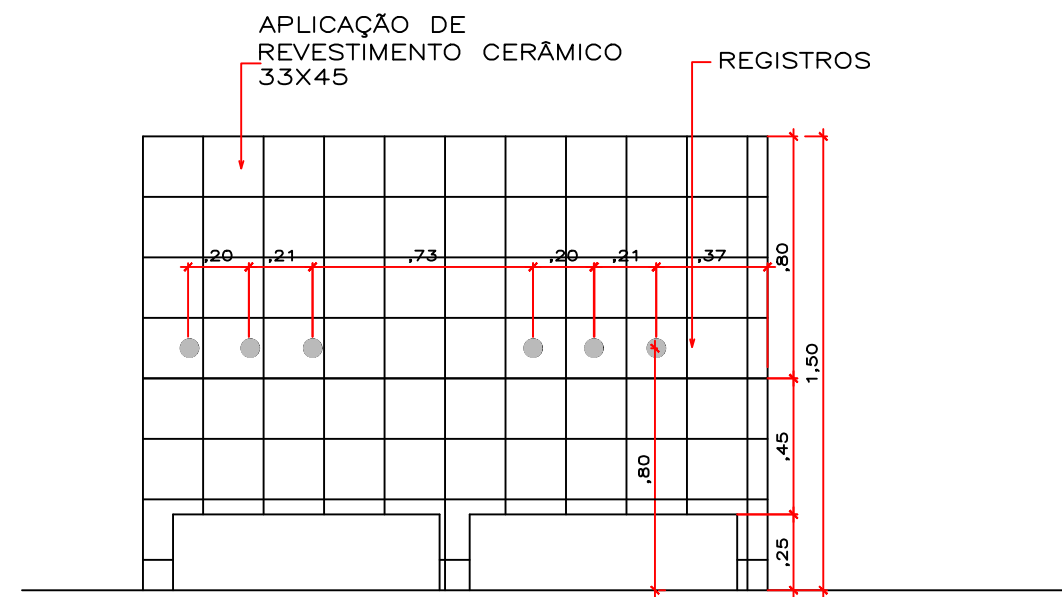 APLICAÇÃO DE
REVESTIMENTO CERÂMICO
33X45
REGISTROS
,20 ,21 ,73 ,20 ,21 ,37
,80
1,50
,45
,80
,25